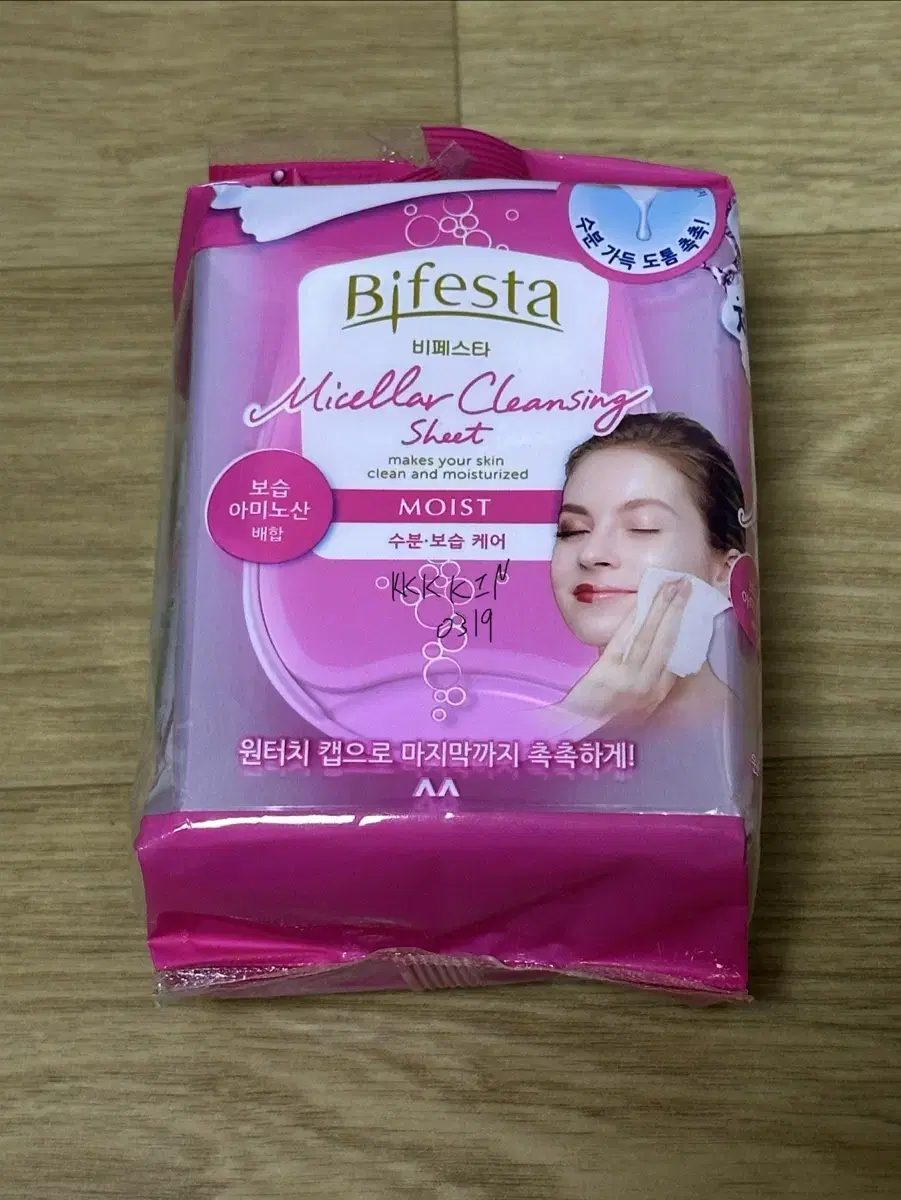 수분 가득 도톰 촉촉!
Bifesta
비페스타
Micellar Cleansing
Sheet
makes your skin
clean and moisturized
MOIST
수분·보습 케어
보습
아미노산
배합
KKKKIN
0319
원터치 캡으로 마지막까지 촉촉하게!